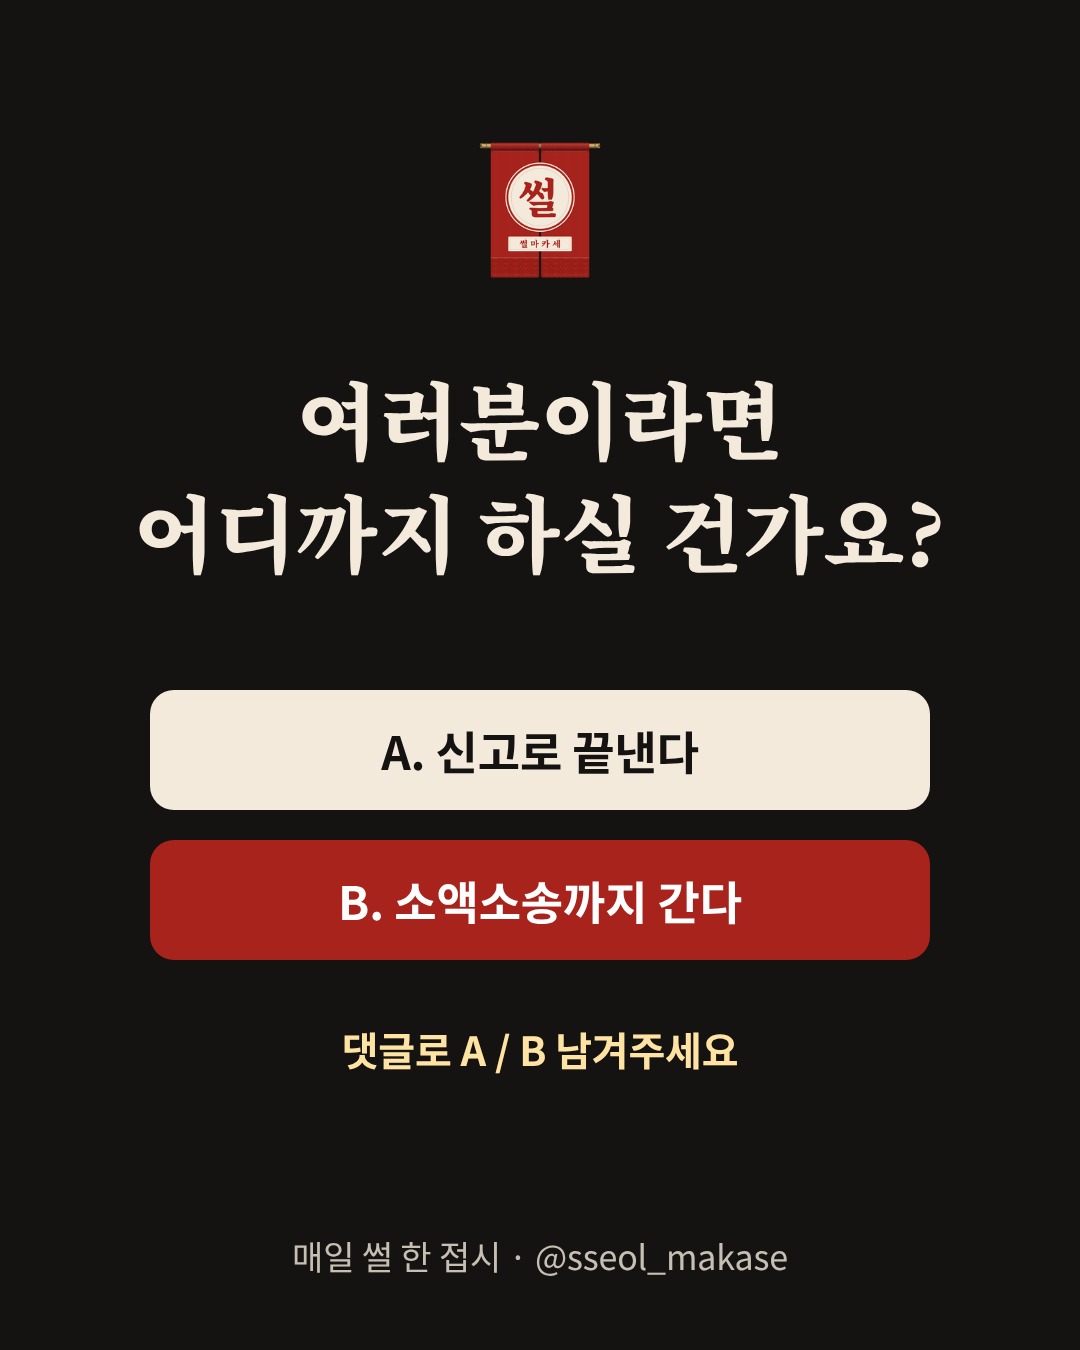 썰
썰마카세
여러분이라면
어디까지 하실 건가요?
A. 신고로 끝낸다
B. 소액소송까지 간다
댓글로 A / B 남겨주세요
매일 썰 한 접시 · @sseol_makase